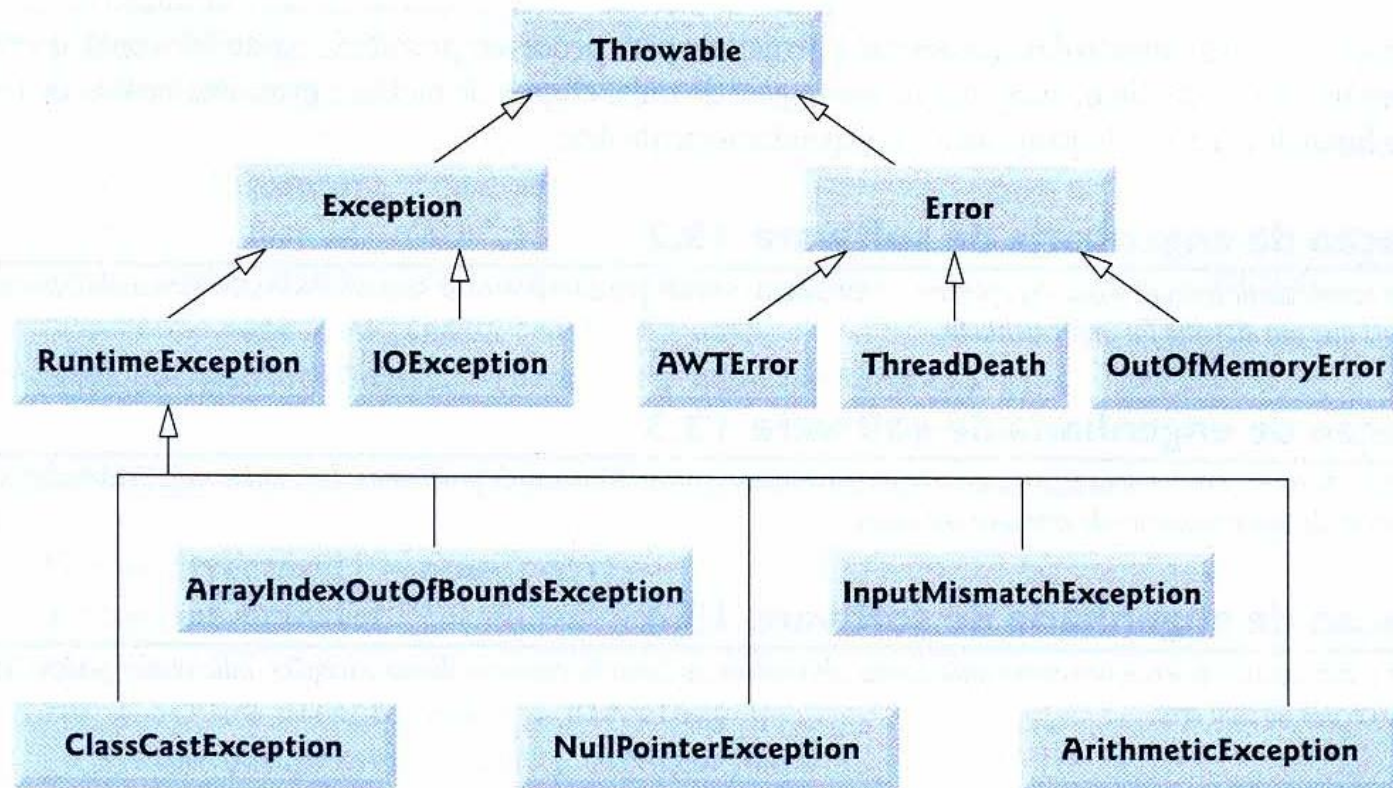 Throwable
Exception
Error
RuntimeException
IOException
AWTError
ThreadDeath
OutOfMemoryError
ArrayIndexOutOfBoundsException
InputMismatchException
ClassCastException
NullPointerException
ArithmeticException